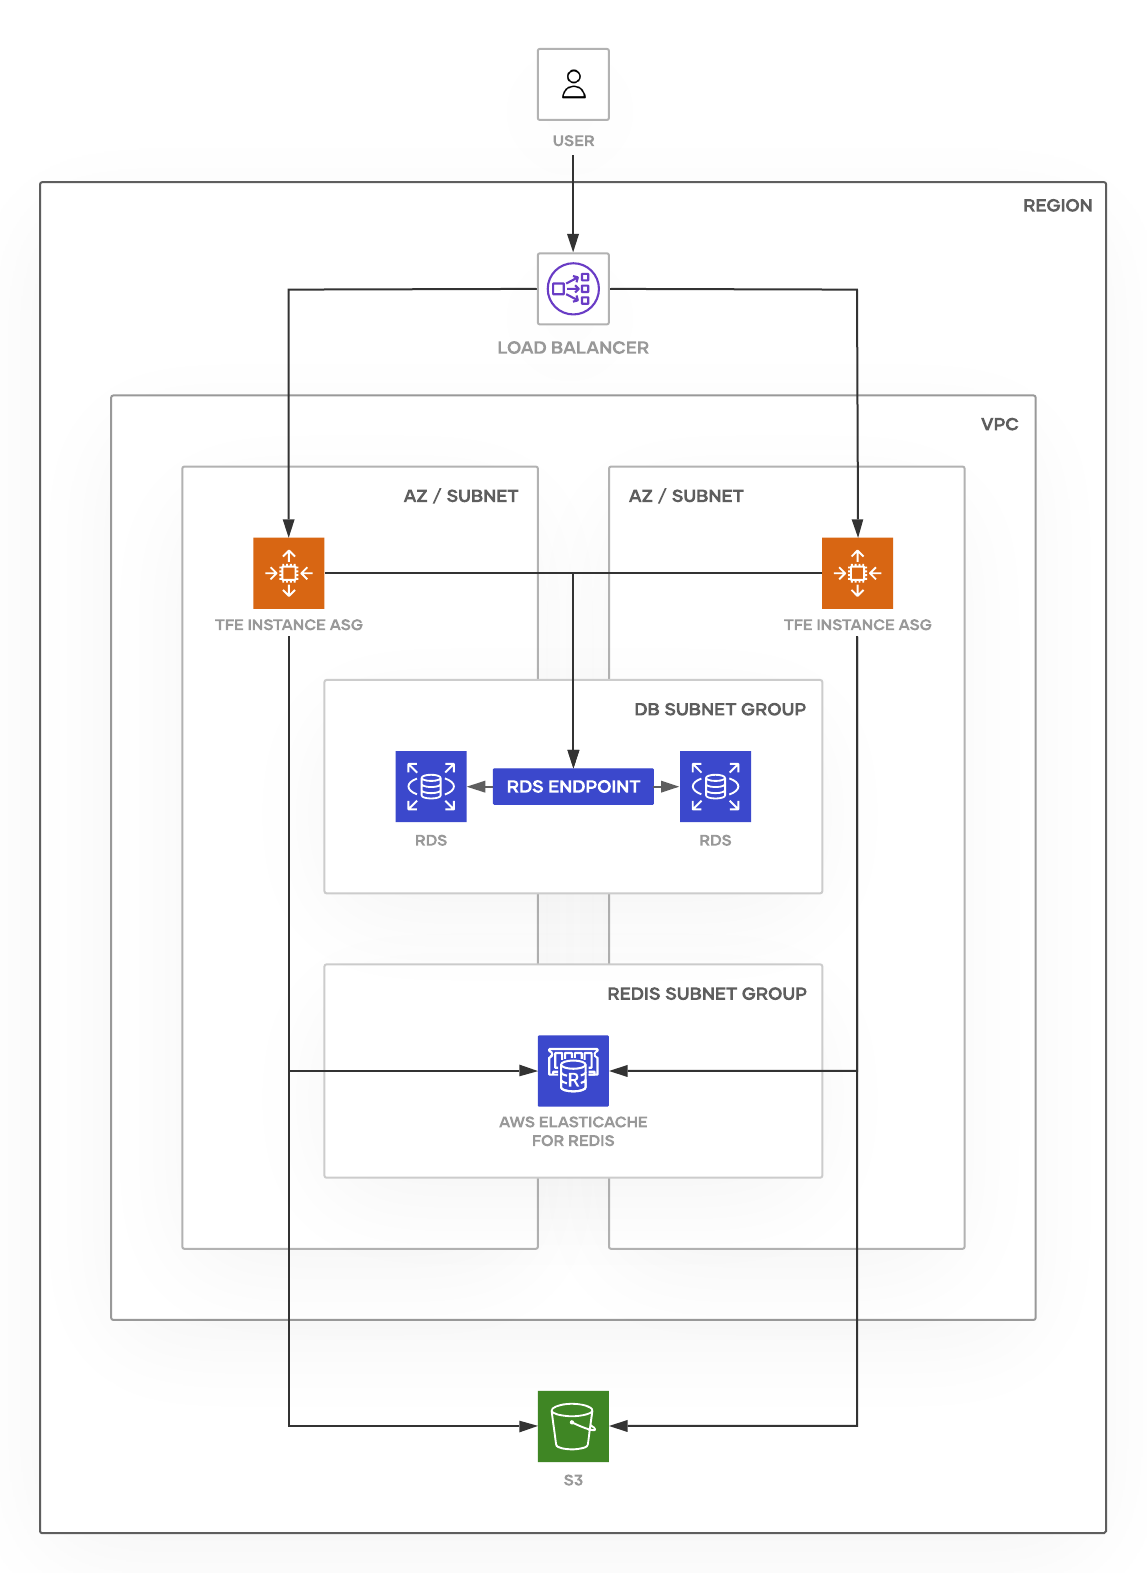 USER
REGION
LOAD BALANCER
VPC
AZ / SUBNET
AZ / SUBNET
TFE INSTANCE ASG
TFE INSTANCE ASG
DB SUBNET GROUP
RDS ENDPOINT
RDS
RDS
REDIS SUBNET GROUP
R
AWS ELASTICACHE
FOR REDIS
S3